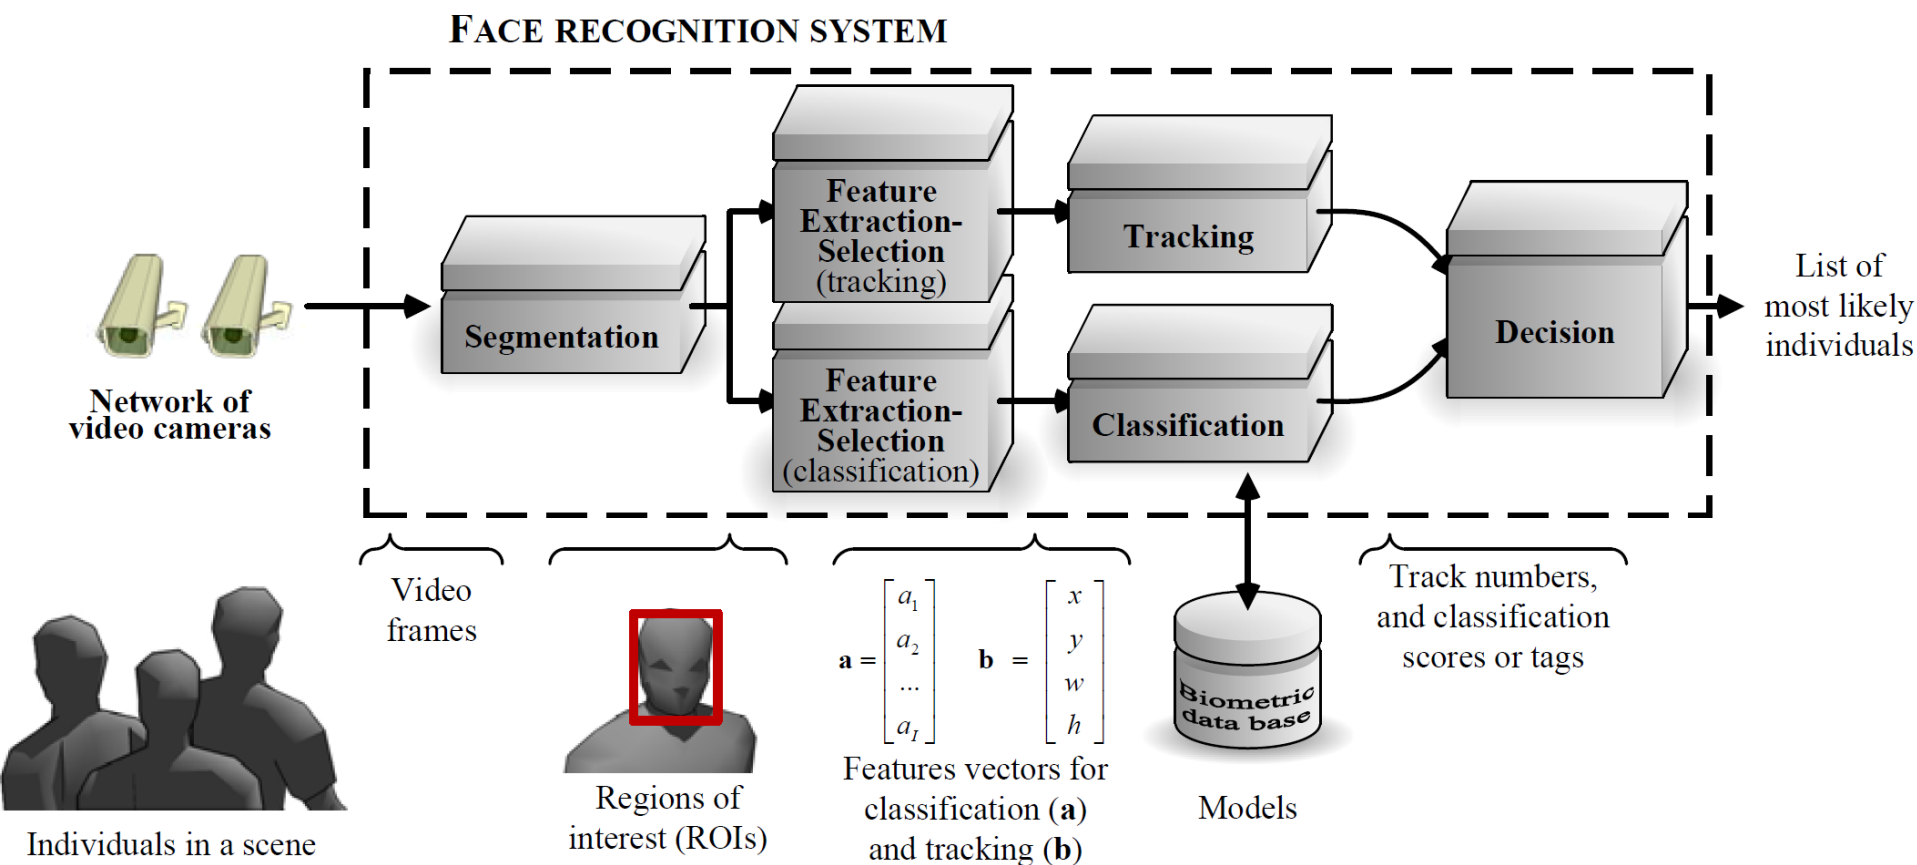 FACE RECOGNITION SYSTEM
Network of
video cameras
Segmentation
Feature
Extraction-
Selection
(tracking)
Feature
Extraction-
Selection
(classification)
Tracking
Classification
Decision
List of
most likely
individuals
Individuals in a scene
Video
frames
Regions of
interest (ROIs)
a =
a1
a2
...
aI
b =
x
y
w
h
Features vectors for
classification (a)
and tracking (b)
Biometric
data base
Models
Track numbers,
and classification
scores or tags